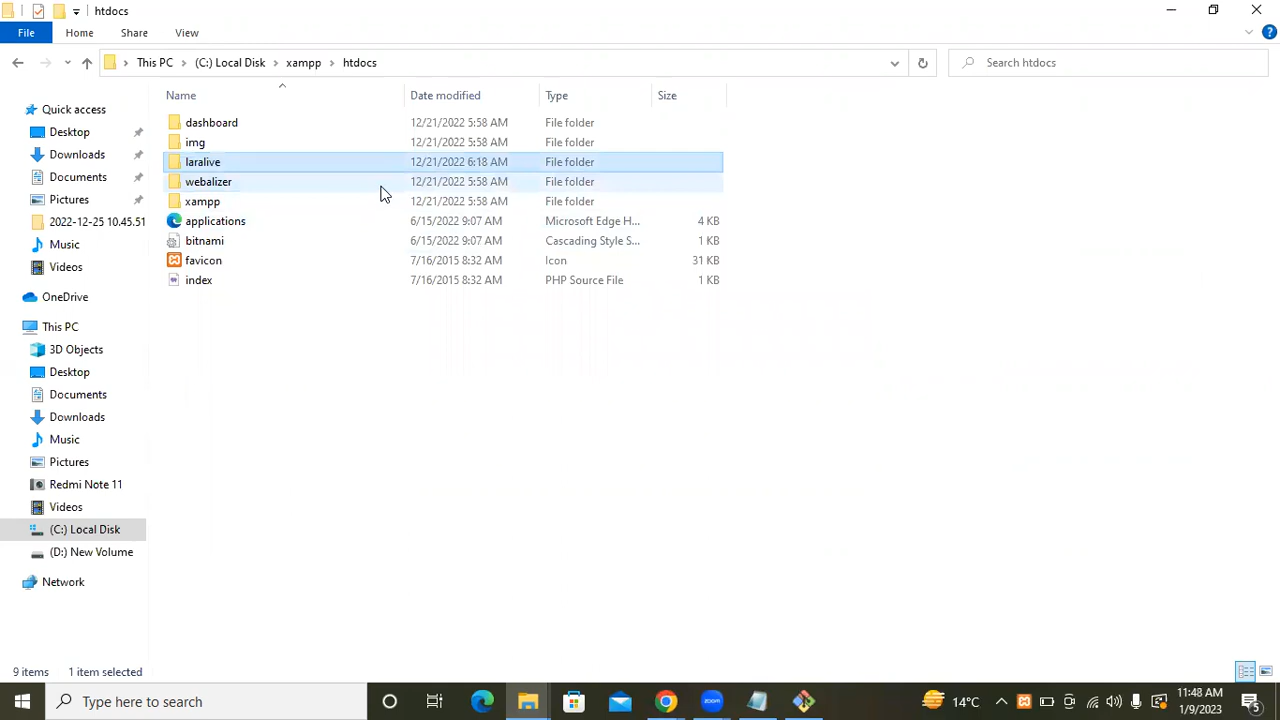 htdocs
File Home Share View
This PC (C:) Local Disk xampp htdocs Search htdocs
Name Date modified Type Size
Quick access
Desktop
Downloads
Documents
Pictures
2022-12-25 10.45.51
Music
Videos
OneDrive
This PC
3D Objects
Desktop
Documents
Downloads
Music
Pictures
Redmi Note 11
Videos
(C:) Local Disk
(D:) New Volume
Network
dashboard 12/21/2022 5:58 AM File folder
img 12/21/2022 5:58 AM File folder
laralive 12/21/2022 6:18 AM File folder
webalizer 12/21/2022 5:58 AM File folder
xampp 12/21/2022 5:58 AM File folder
applications 6/15/2022 9:07 AM Microsoft Edge H... 4 KB
bitnami 6/15/2022 9:07 AM Cascading Style S... 1 KB
favicon 7/16/2015 8:32 AM Icon 31 KB
index 7/16/2015 8:32 AM PHP Source File 1 KB
9 items 1 item selected
Type here to search
zoom
14°C
11:48 AM
1/9/2023
5